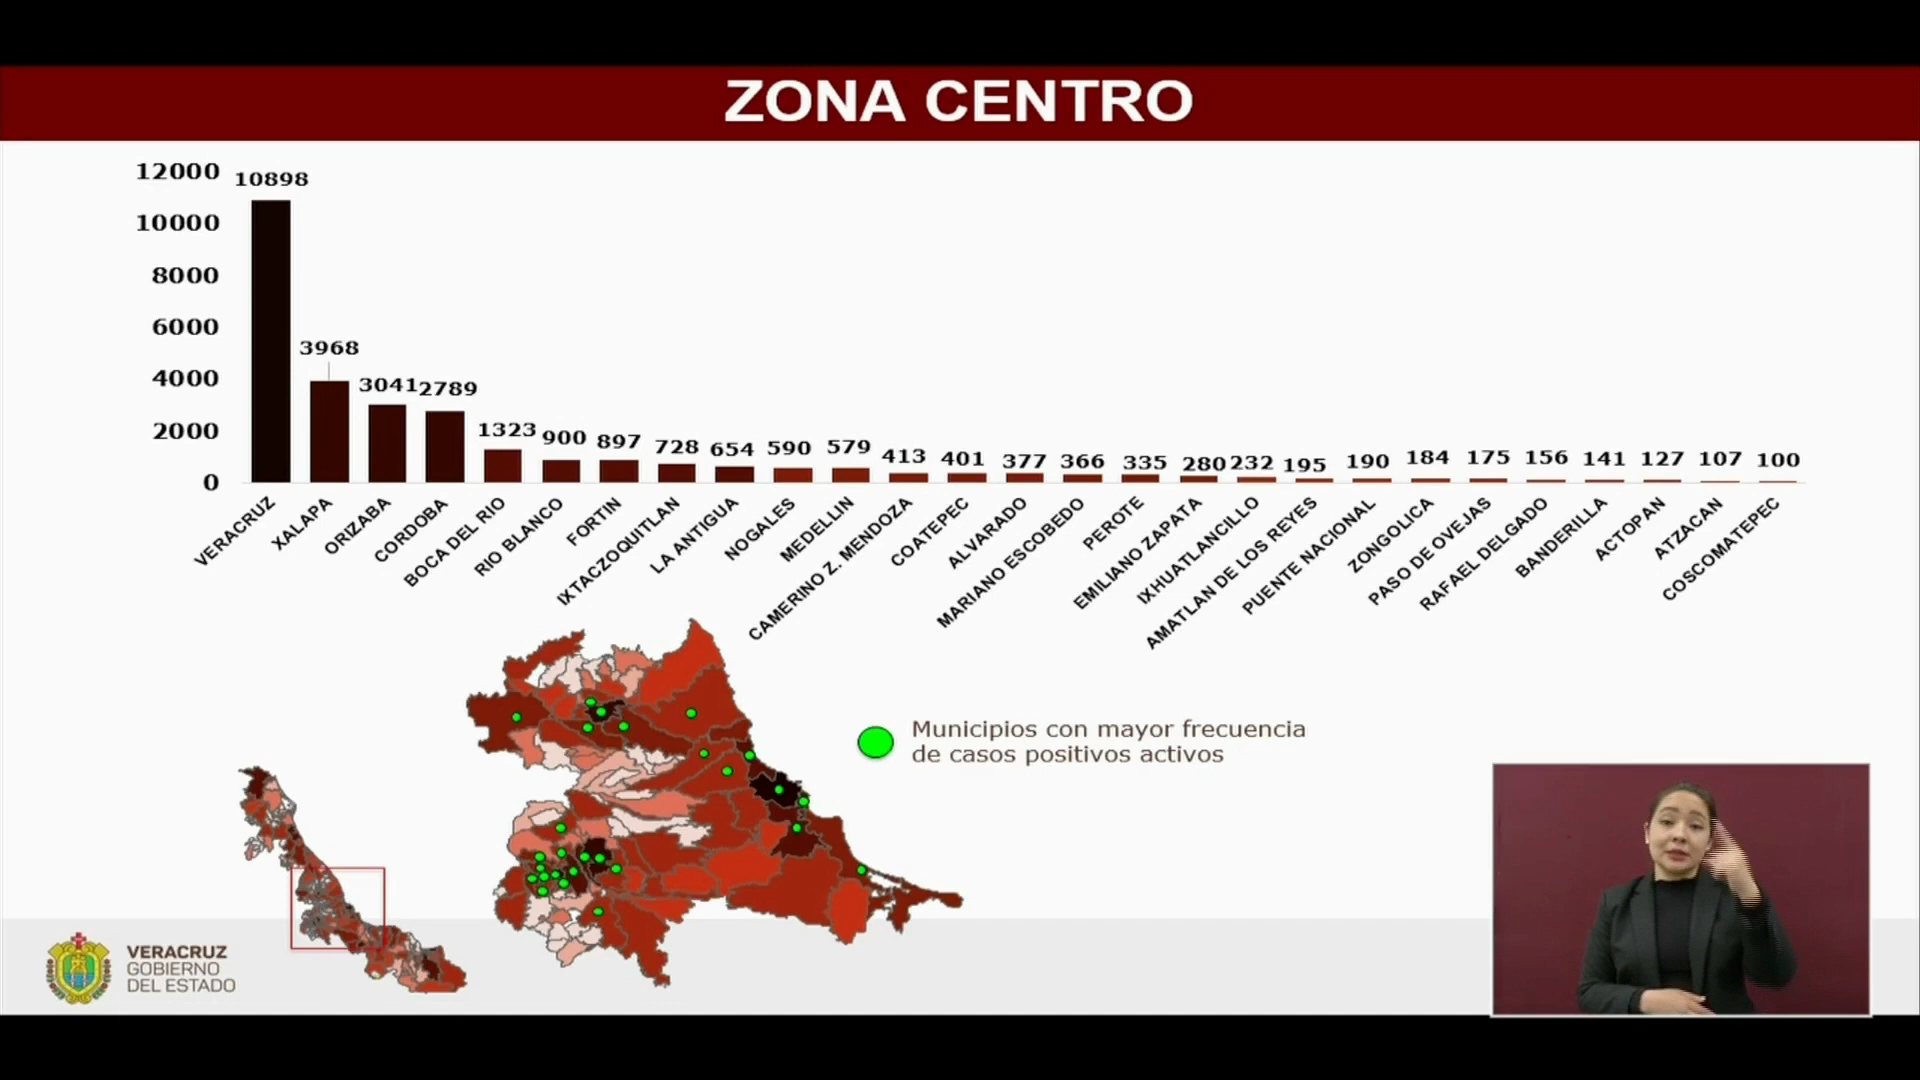 ZONA CENTRO
12000
10000
8000
6000
4000
2000
0
10898
3968
3041
2789
1323
900
897
728
654
590
579
413
401
377
366
335
280
232
195
190
184
175
156
141
127
107
100
VERACRUZ
XALAPA
ORIZABA
CORDOBA
BOCA DEL RIO
RIO BLANCO
FORTIN
IXTACZOQUITLAN
LA ANTIGUA
NOGALES
MEDELLIN
CAMERINO Z. MENDOZA
COATEPEC
ALVARADO
MARIANO ESCOBEDO
PEROTE
EMILIANO ZAPATA
IXHUATLANCILLO
AMATLAN DE LOS REYES
PUENTE NACIONAL
ZONGOLICA
PASO DE OVEJAS
RAFAEL DELGADO
BANDERILLA
ACTOPAN
ATZACAN
COSCOMATEPEC
Municipios con mayor frecuencia
de casos positivos activos
VERACRUZ
GOBIERNO
DEL ESTADO